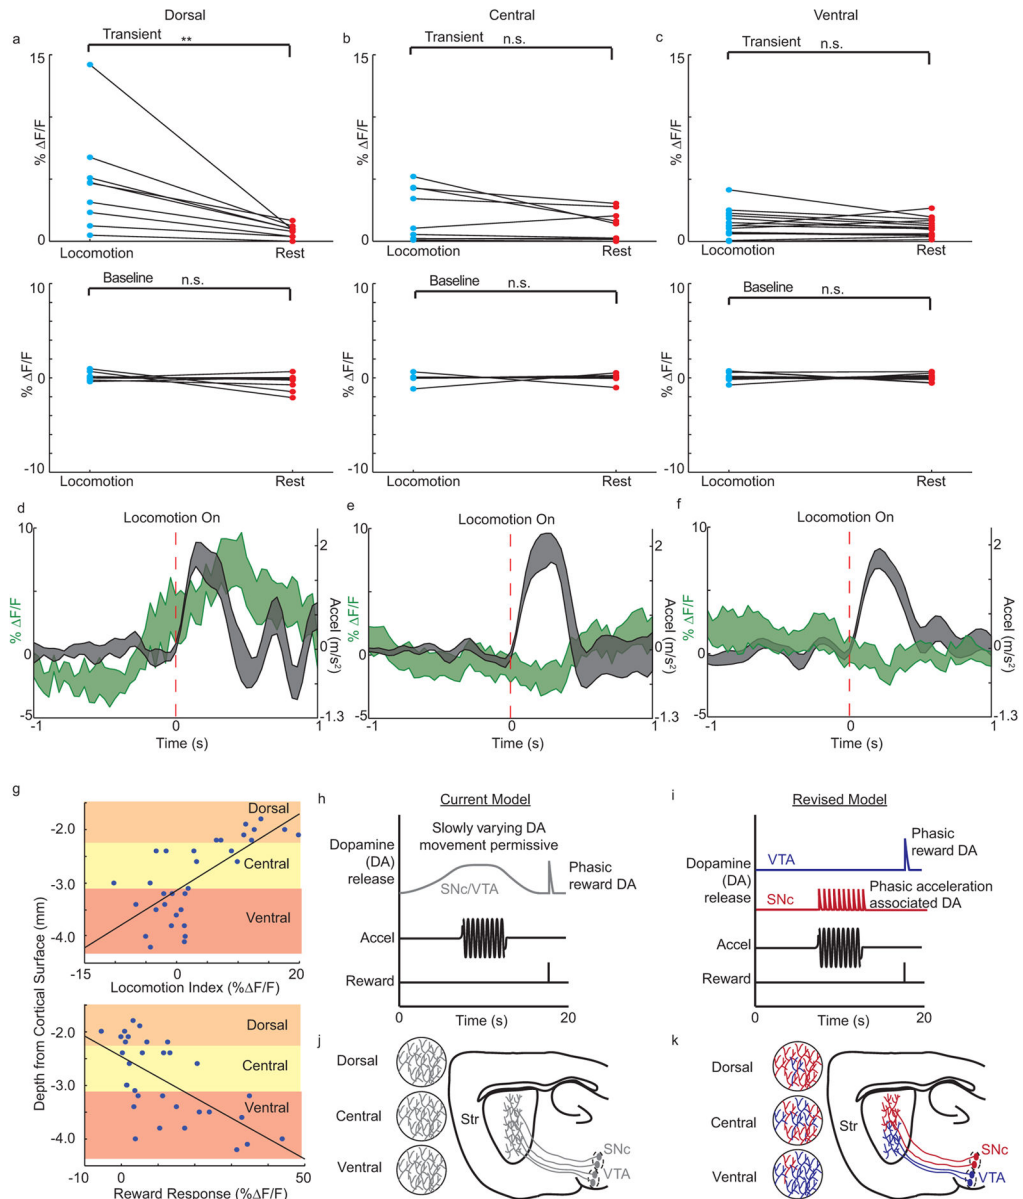 Dorsal
Central
Ventral
a
Transient
**
15
% ΔF/F
0
Locomotion
Rest
b
Transient
n.s.
15
% ΔF/F
0
Locomotion
Rest
c
Transient
n.s.
15
% ΔF/F
0
Locomotion
Rest
Baseline
n.s.
10
% ΔF/F
0
-10
Locomotion
Rest
Baseline
n.s.
10
% ΔF/F
0
-10
Locomotion
Rest
Baseline
n.s.
10
% ΔF/F
0
-10
Locomotion
Rest
d
Locomotion On
10
% ΔF/F
0
-5
-1
0
1
Time (s)
2
0
-1.3
Accel (m/s²)
e
Locomotion On
10
% ΔF/F
0
-5
-1
0
1
Time (s)
2
0
-1.3
Accel (m/s²)
f
Locomotion On
10
% ΔF/F
0
-5
-1
0
1
Time (s)
2
0
-1.3
Accel (m/s²)
g
Depth from Cortical Surface (mm)
Dorsal
-2.0
Central
-3.0
Ventral
-4.0
-15
0
20
Locomotion Index (%ΔF/F)
Dorsal
-2.0
Central
-3.0
Ventral
-4.0
-10
0
50
Reward Response (%ΔF/F)
h
Current Model
Slowly varying DA
movement permissive
Dopamine
(DA)
release
SNc/VTA
Phasic
reward DA
Accel
Reward
0
Time (s)
20
i
Revised Model
Phasic
reward DA
VTA
Dopamine
(DA)
release
SNc
Phasic acceleration
associated DA
Accel
Reward
0
Time (s)
20
j
Dorsal
Central
Ventral
Str
SNc
VTA
k
Dorsal
Central
Ventral
Str
SNc
VTA